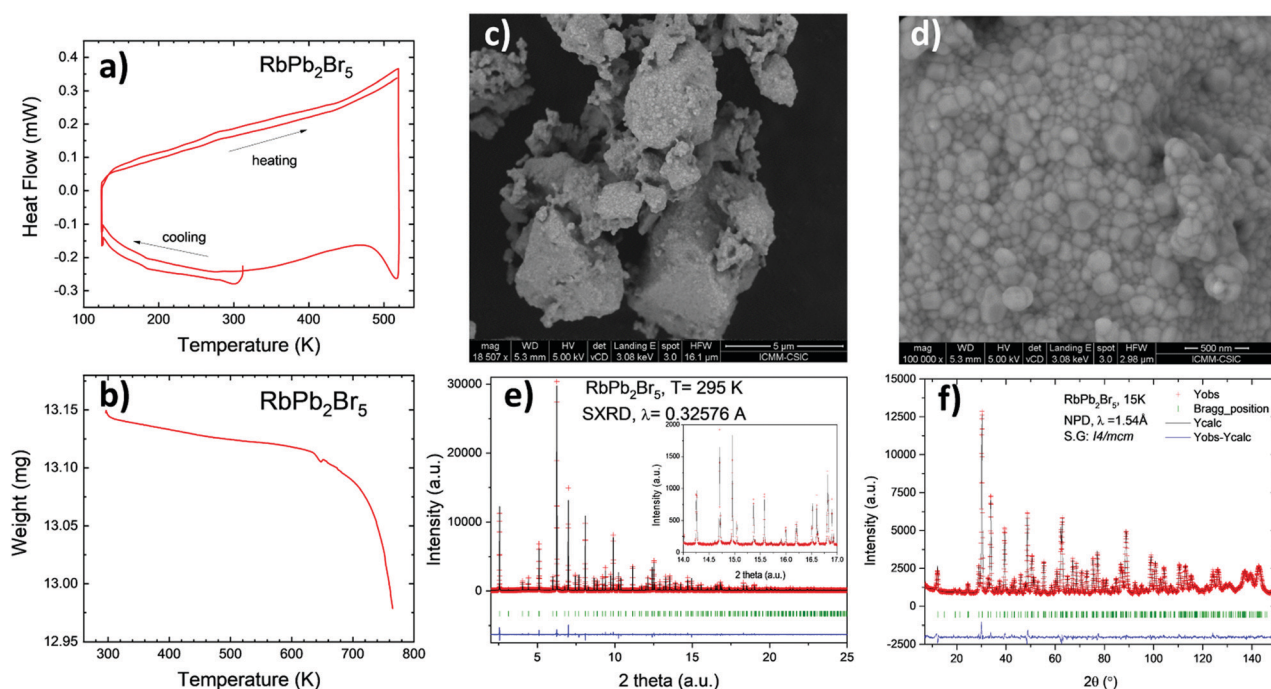 a)
RbPb₂Br₅
0.4
0.3
0.2
0.1
0.0
-0.1
-0.2
-0.3
Heat Flow (mW)
heating
cooling
100 200 300 400 500
Temperature (K)
b)
RbPb₂Br₅
13.15
13.10
13.05
13.00
12.95
Weight (mg)
300 400 500 600 700 800
Temperature (K)
c)
mag WD HV det Landing E spot HFW 5 µm
18 507 x 5.3 mm 5.00 kV vCD 3.08 keV 3.0 16.1 µm ICMM-CSIC
d)
mag WD HV det Landing E spot HFW 500 nm
100 000 x 5.3 mm 5.00 kV vCD 3.08 keV 3.0 2.98 µm ICMM-CSIC
e)
RbPb₂Br₅, T= 295 K
SXRD, λ= 0.32576 A
30000
20000
10000
0
Intensity (a.u.)
2000
1500
1000
500
0
Intensity (a.u.)
14.0 14.5 15.0 15.5 16.0 16.5 17.0
2 theta (a.u.)
5 10 15 20 25
2 theta (a.u.)
f)
RbPb₂Br₅, 15K
NPD, λ =1.54Å
S.G: I4/mcm
Yobs
Bragg_position
Ycalc
Yobs-Ycalc
15000
12500
10000
7500
5000
2500
0
-2500
Intensity (a.u.)
20 40 60 80 100 120 140
2θ (°)